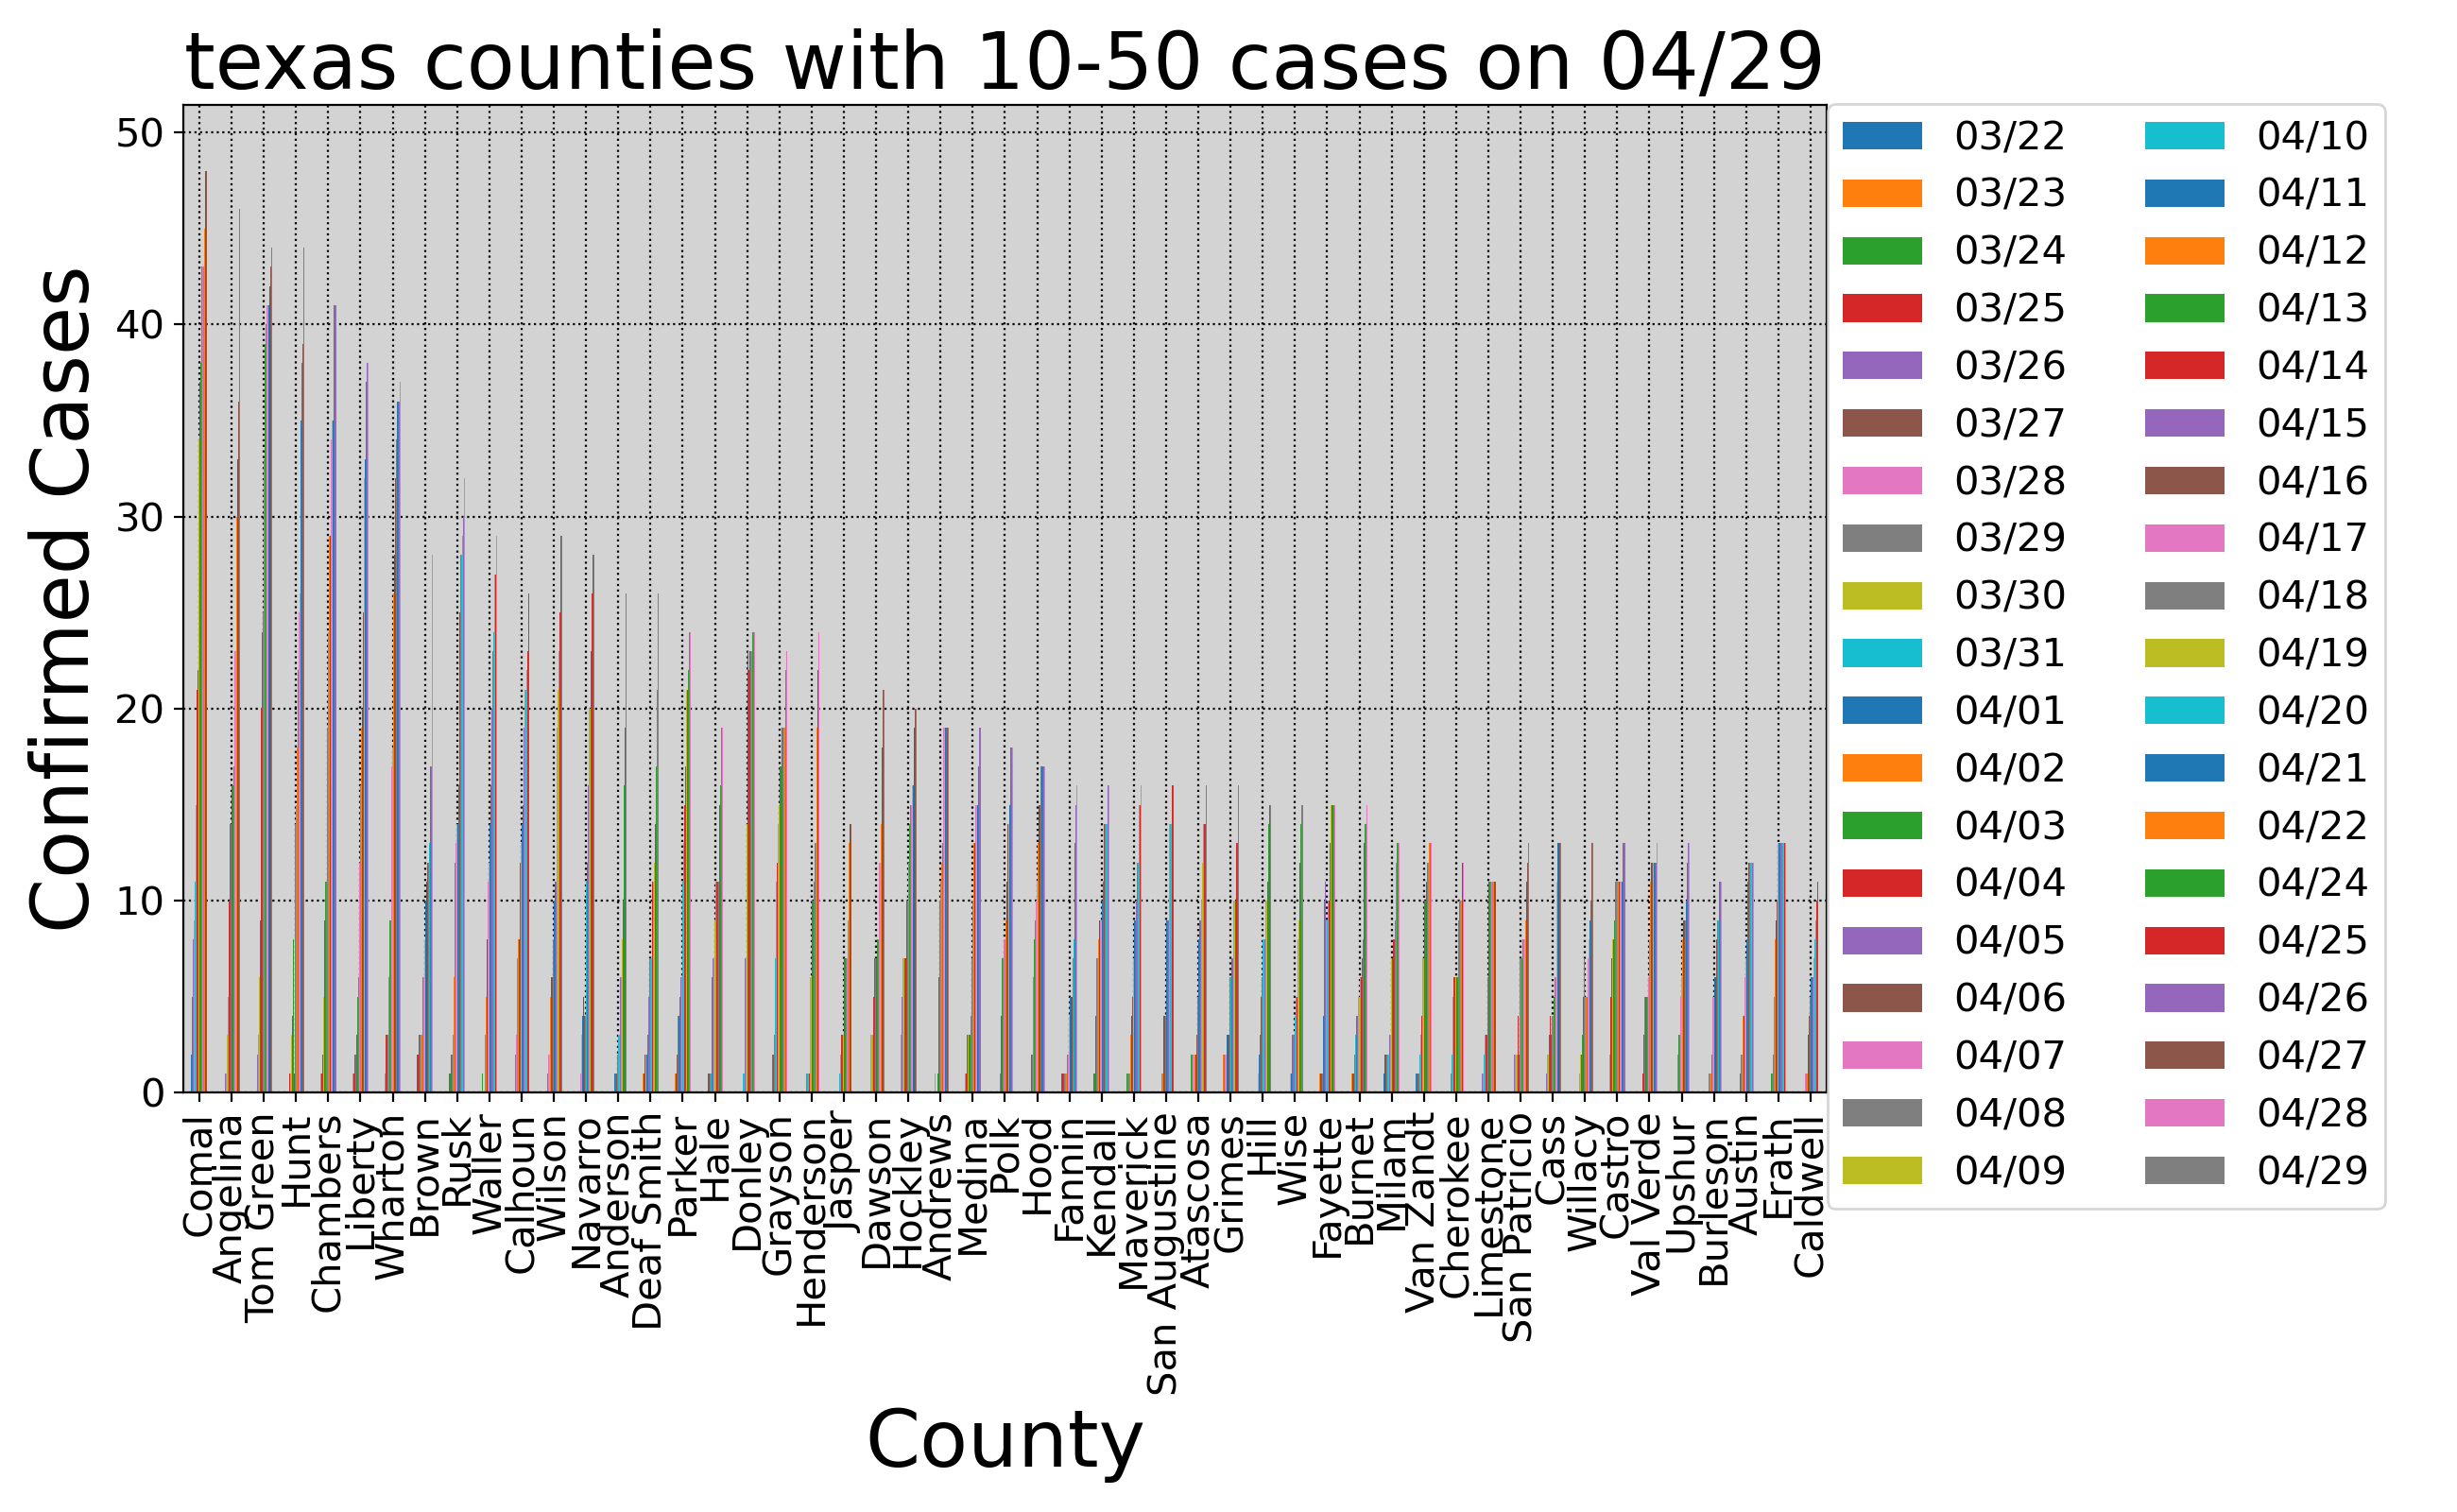 texas counties with 10-50 cases on 04/29
Confirmed Cases
50
40
30
20
10
0
Comal
Angelina
Tom Green
Hunt
Chambers
Liberty
Wharton
Brown
Rusk
Waller
Calhoun
Wilson
Navarro
Anderson
Deaf Smith
Parker
Hale
Donley
Grayson
Henderson
Jasper
Dawson
Hockley
Andrews
Medina
Polk
Hood
Fannin
Kendall
Maverick
San Augustine
Atascosa
Grimes
Hill
Wise
Fayette
Burnet
Milam
Van Zandt
Cherokee
Limestone
San Patricio
Cass
Willacy
Castro
Val Verde
Upshur
Burleson
Austin
Erath
Caldwell
County
03/22
03/23
03/24
03/25
03/26
03/27
03/28
03/29
03/30
03/31
04/01
04/02
04/03
04/04
04/05
04/06
04/07
04/08
04/09
04/10
04/11
04/12
04/13
04/14
04/15
04/16
04/17
04/18
04/19
04/20
04/21
04/22
04/24
04/25
04/26
04/27
04/28
04/29